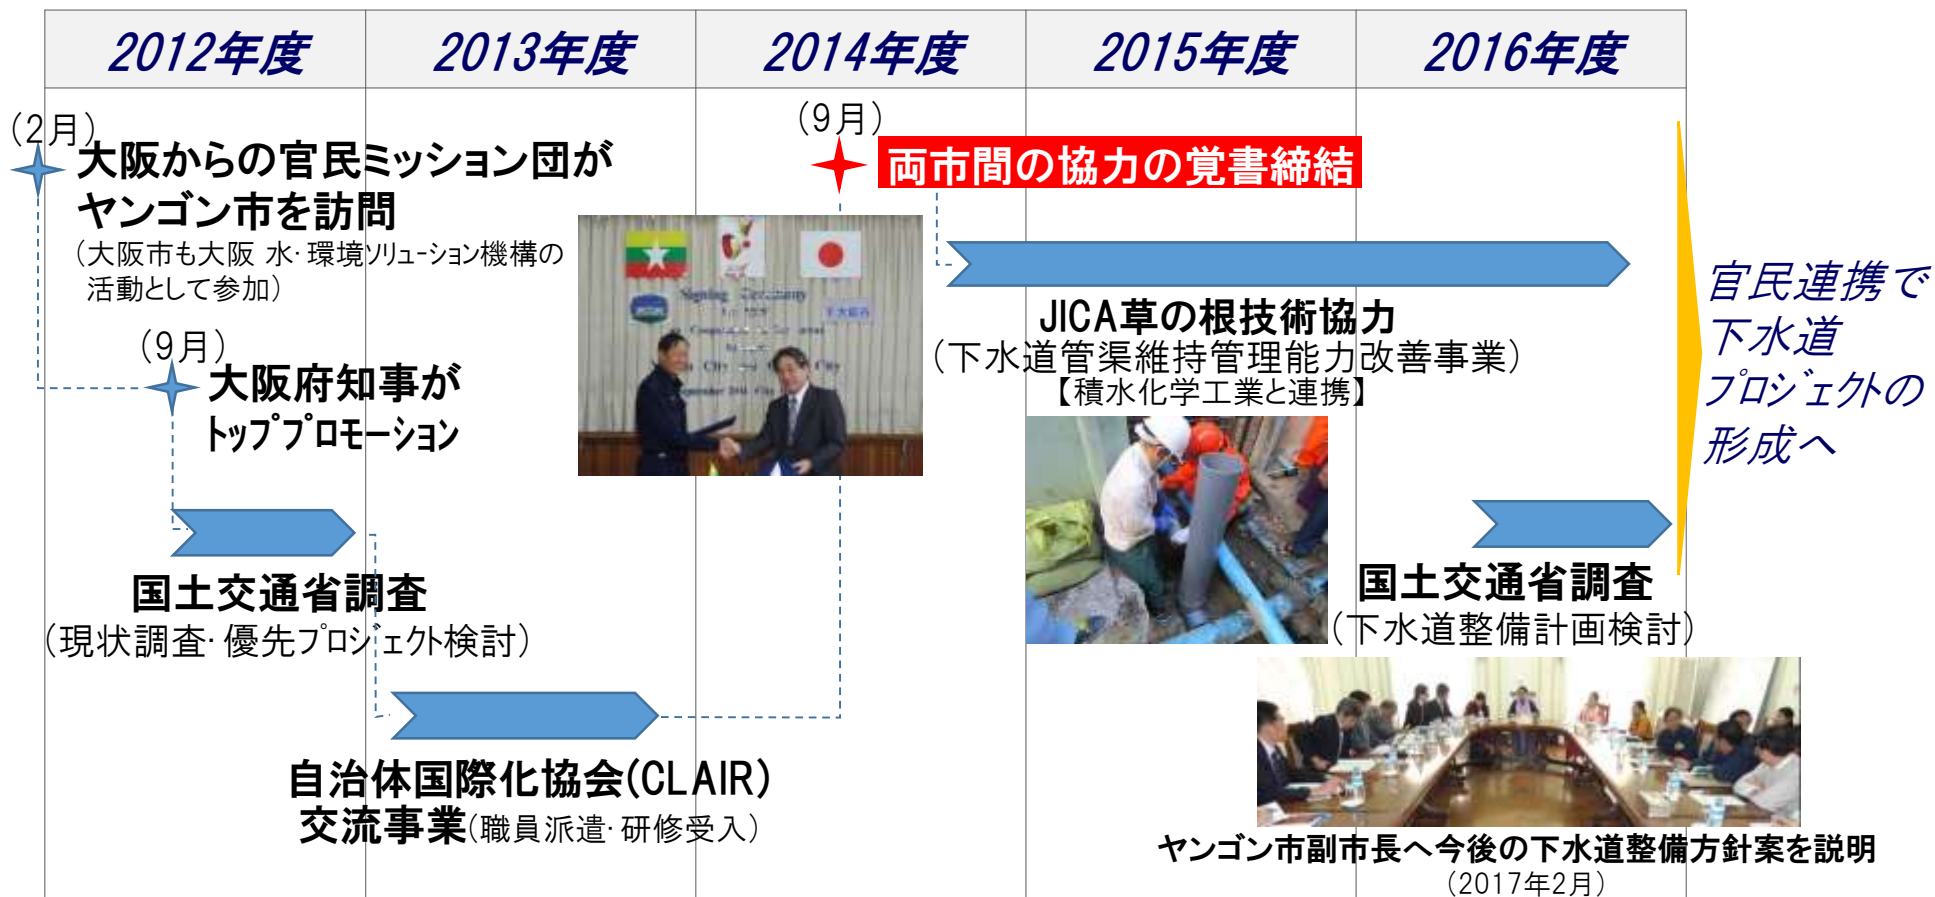 2012年度
2013年度
2014年度
2015年度
2016年度
（2月）
大阪からの官民ミッション団が
ヤンゴン市を訪問
（大阪市も大阪 水・環境ソリューション機構の
活動として参加）
（9月）
大阪府知事が
トッププロモーション
国土交通省調査
（現状調査・優先プロジェクト検討）
自治体国際化協会(CLAIR)
交流事業(職員派遣・研修受入)
（9月）
両市間の協力の覚書締結
Signing Ceremony
JICA草の根技術協力
（下水道管渠維持管理能力改善事業）
【積水化学工業と連携】
国土交通省調査
（下水道整備計画検討）
ヤンゴン市副市長へ今後の下水道整備方針案を説明
（2017年2月）
官民連携で
下水道
プロジェクトの
形成へ